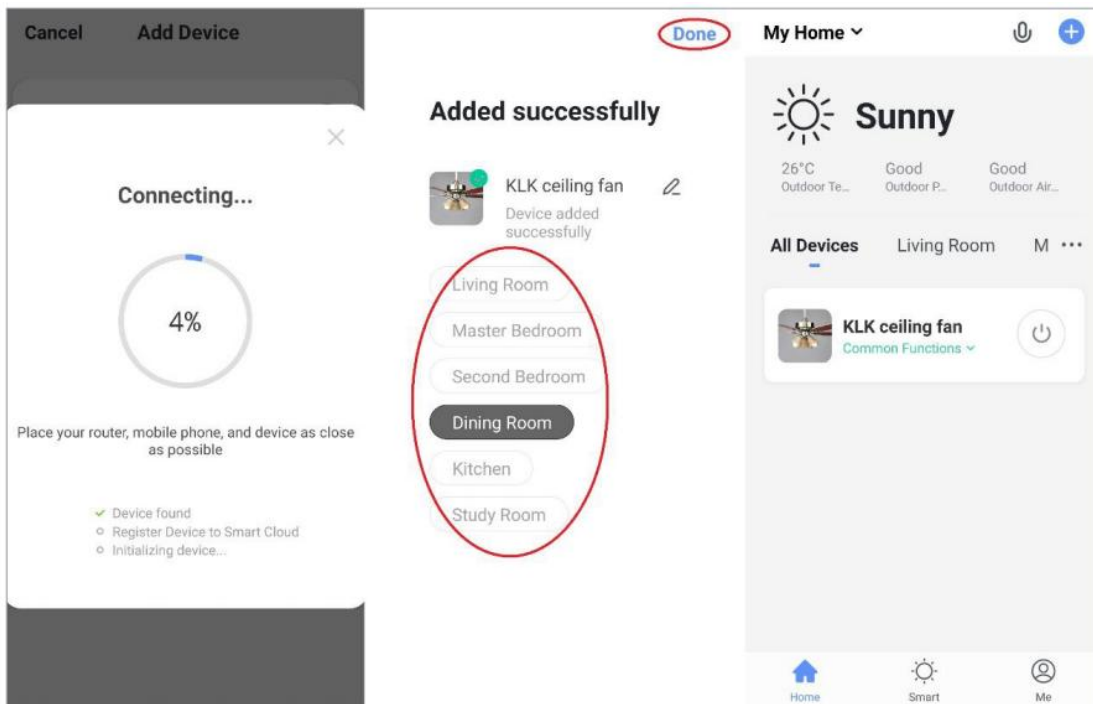 Cancel Add Device
Connecting...
4%
Place your router, mobile phone, and device as close
as possible
Device found
Register Device to Smart Cloud
Initializing device...
Done
Added successfully
KLK ceiling fan
Device added
successfully
Living Room
Master Bedroom
Second Bedroom
Dining Room
Kitchen
Study Room
My Home
Sunny
26°C Good Good
Outdoor Te... Outdoor P... Outdoor Air...
All Devices Living Room M ...
KLK ceiling fan
Common Functions
Home Smart Me